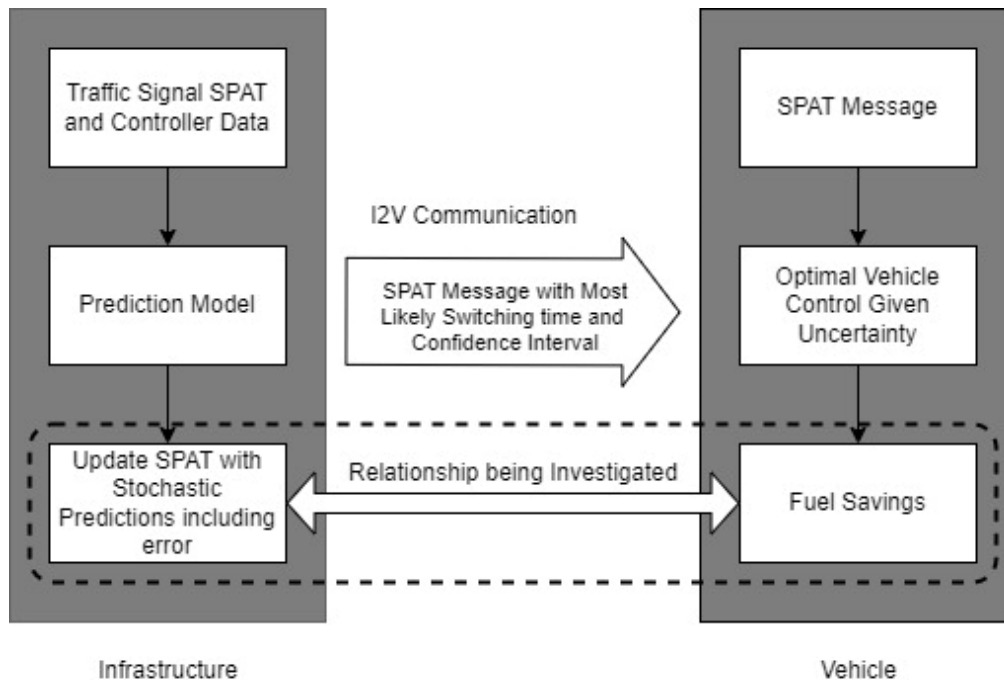 Traffic Signal SPAT
and Controller Data
Prediction Model
Update SPAT with
Stochastic
Predictions including
error
Infrastructure
I2V Communication
SPAT Message with Most
Likely Switching time and
Confidence Interval
Relationship being Investigated
SPAT Message
Optimal Vehicle
Control Given
Uncertainty
Fuel Savings
Vehicle